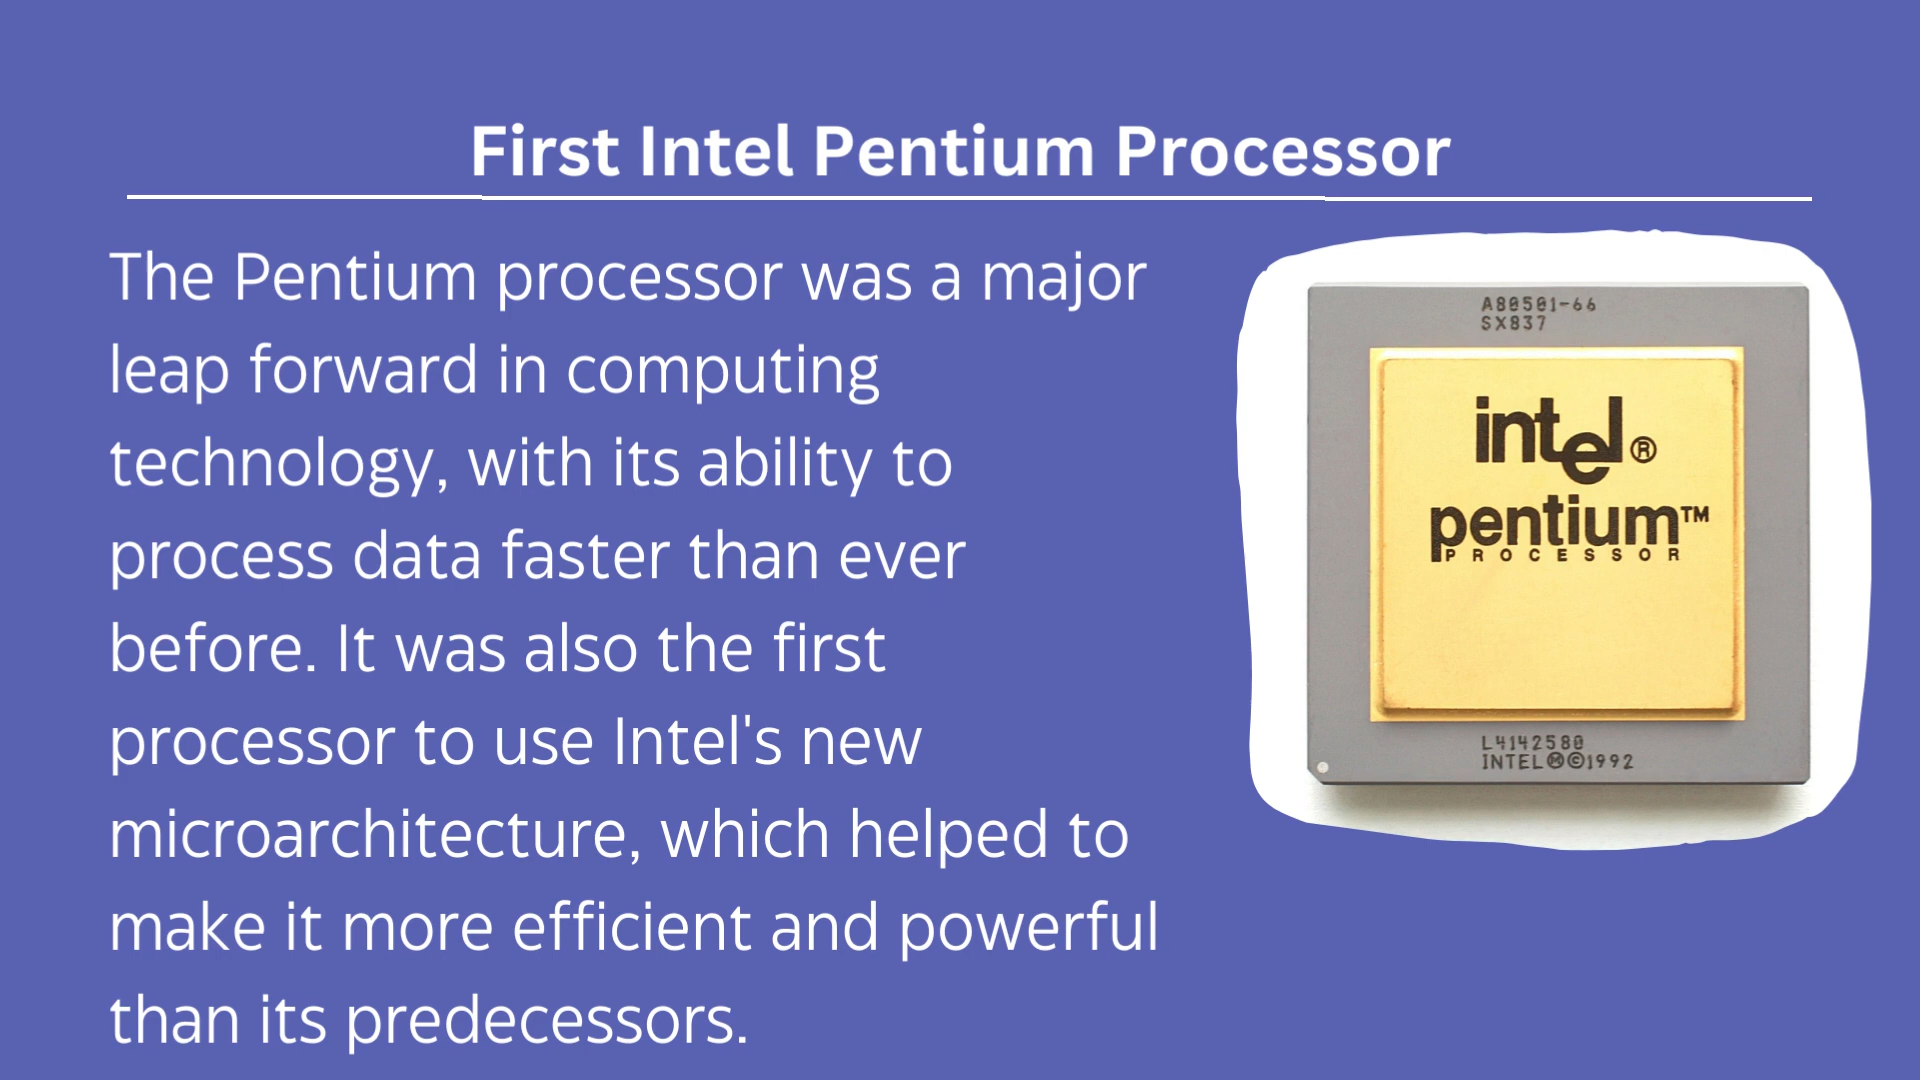 First Intel Pentium Processor
The Pentium processor was a major
leap forward in computing
technology, with its ability to
process data faster than ever
before. It was also the first
processor to use Intel's new
microarchitecture, which helped to
make it more efficient and powerful
than its predecessors.
A80501-66
SX837
intel®
pentium™
PROCESSOR
L4142580
INTELⓂ©1992